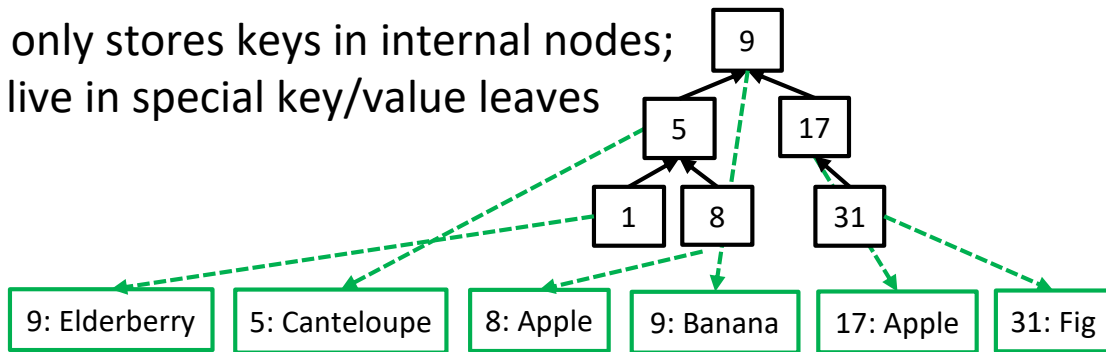 only stores keys in internal nodes;
live in special key/value leaves
9
5
17
1
8
31
9: Elderberry
5: Canteloupe
8: Apple
9: Banana
17: Apple
31: Fig